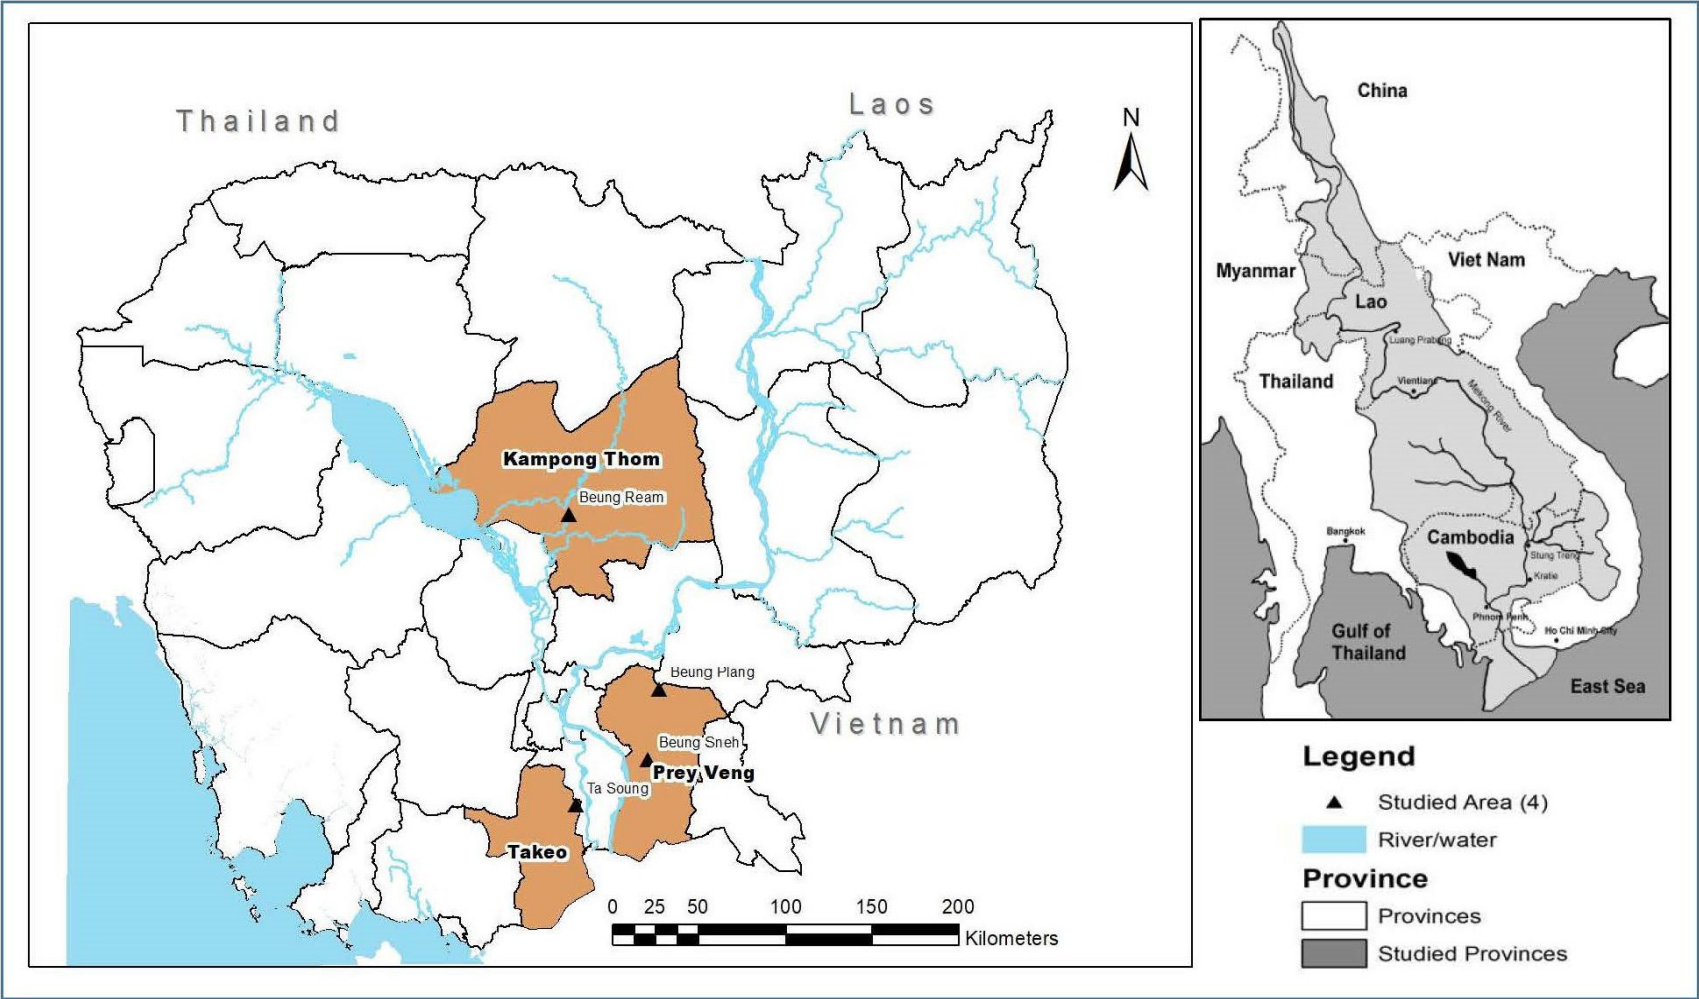 Thailand
Laos
N
Kampong Thom
Beung Ream
Beung Plang
Vietnam
Beung Sneh
Prey Veng
Ta Soung
Takeo
0 25 50 100 150 200
Kilometers
China
Myanmar
Viet Nam
Lao
Luang Prabang
Thailand
Vientiane
Mekong River
Bangkok
Cambodia
Stung Treng
Kratie
Phnom Penh
Ho Chi Minh City
Gulf of
Thailand
East Sea
Legend
Studied Area (4)
River/water
Province
Provinces
Studied Provinces